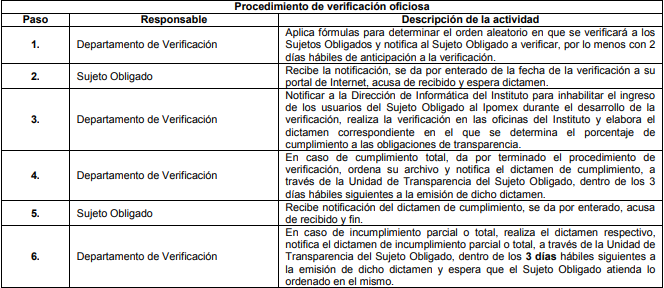 Procedimiento de verificación oficiosa
Paso Responsable Descripción de la actividad
1. Departamento de Verificación
Aplica fórmulas para determinar el orden aleatorio en que se verificará a los
Sujetos Obligados y notifica al Sujeto Obligado a verificar, por lo menos con 2
días hábiles de anticipación a la verificación.
2. Sujeto Obligado
Recibe la notificación, se da por enterado de la fecha de la verificación a su
portal de Internet, acusa de recibido y espera dictamen.
3. Departamento de Verificación
Notificar a la Dirección de Informática del Instituto para inhabilitar el ingreso
de los usuarios del Sujeto Obligado al Ipomex durante el desarrollo de la
verificación, realiza la verificación en las oficinas del Instituto y elabora el
dictamen correspondiente en el que se determina el porcentaje de
cumplimiento a las obligaciones de transparencia.
4. Departamento de Verificación
En caso de cumplimiento total, da por terminado el procedimiento de
verificación, ordena su archivo y notifica el dictamen de cumplimiento, a
través de la Unidad de Transparencia del Sujeto Obligado, dentro de los 3
días hábiles siguientes a la emisión de dicho dictamen.
5. Sujeto Obligado
Recibe notificación del dictamen de cumplimiento, se da por enterado, acusa
de recibido y fin.
6. Departamento de Verificación
En caso de incumplimiento parcial o total, realiza el dictamen respectivo,
notifica el dictamen de incumplimiento parcial o total, a través de la Unidad de
Transparencia del Sujeto Obligado, dentro de los 3 días hábiles siguientes a
la emisión de dicho dictamen y espera que el Sujeto Obligado atienda lo
ordenado en el mismo.